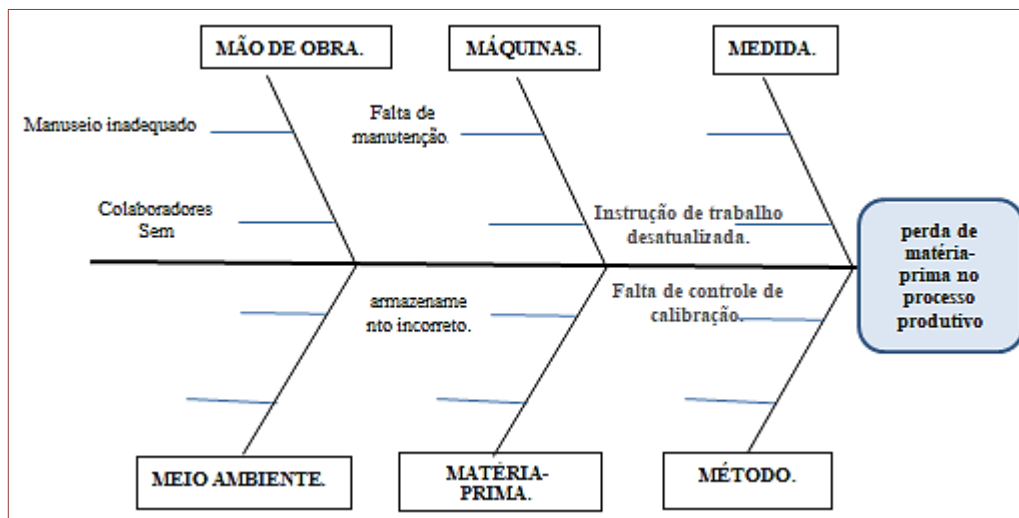 MÃO DE OBRA.
MÁQUINAS.
MEDIDA.
Manuseio inadequado
Falta de
manutenção.
Colaboradores
Sem
Instrução de trabalho
desatualizada.
perda de
matéria-
prima no
processo
produtivo
armazename
nto incorreto.
Falta de controle de
calibração.
MEIO AMBIENTE.
MATÉRIA-
PRIMA.
MÉTODO.